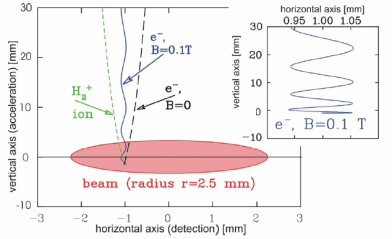 30
20
10
0
-10
vertical axis (acceleration) [mm]
-3
-2
-1
0
1
2
3
horizontal axis (detection) [mm]
H₂⁺
ion
e⁻,
B=0.1T
e⁻,
B=0
beam (radius r=2.5 mm)
horizontal axis [mm]
0.95
1.00
1.05
30
20
10
0
-10
vertical axis [mm]
e⁻, B=0.1 T